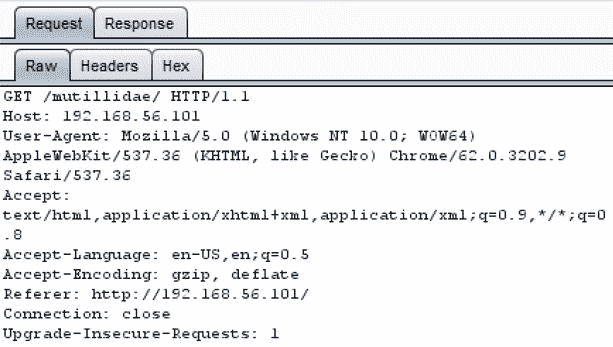 Request Response
Raw Headers Hex
GET /mutillidae/ HTTP/1.1
Host: 192.168.56.101
User-Agent: Mozilla/5.0 (Windows NT 10.0; WOW64)
AppleWebKit/537.36 (KHTML, like Gecko) Chrome/62.0.3202.9
Safari/537.36
Accept:
text/html,application/xhtml+xml,application/xml;q=0.9,*/*;q=0
.8
Accept-Language: en-US,en;q=0.5
Accept-Encoding: gzip, deflate
Referer: http://192.168.56.101/
Connection: close
Upgrade-Insecure-Requests: 1